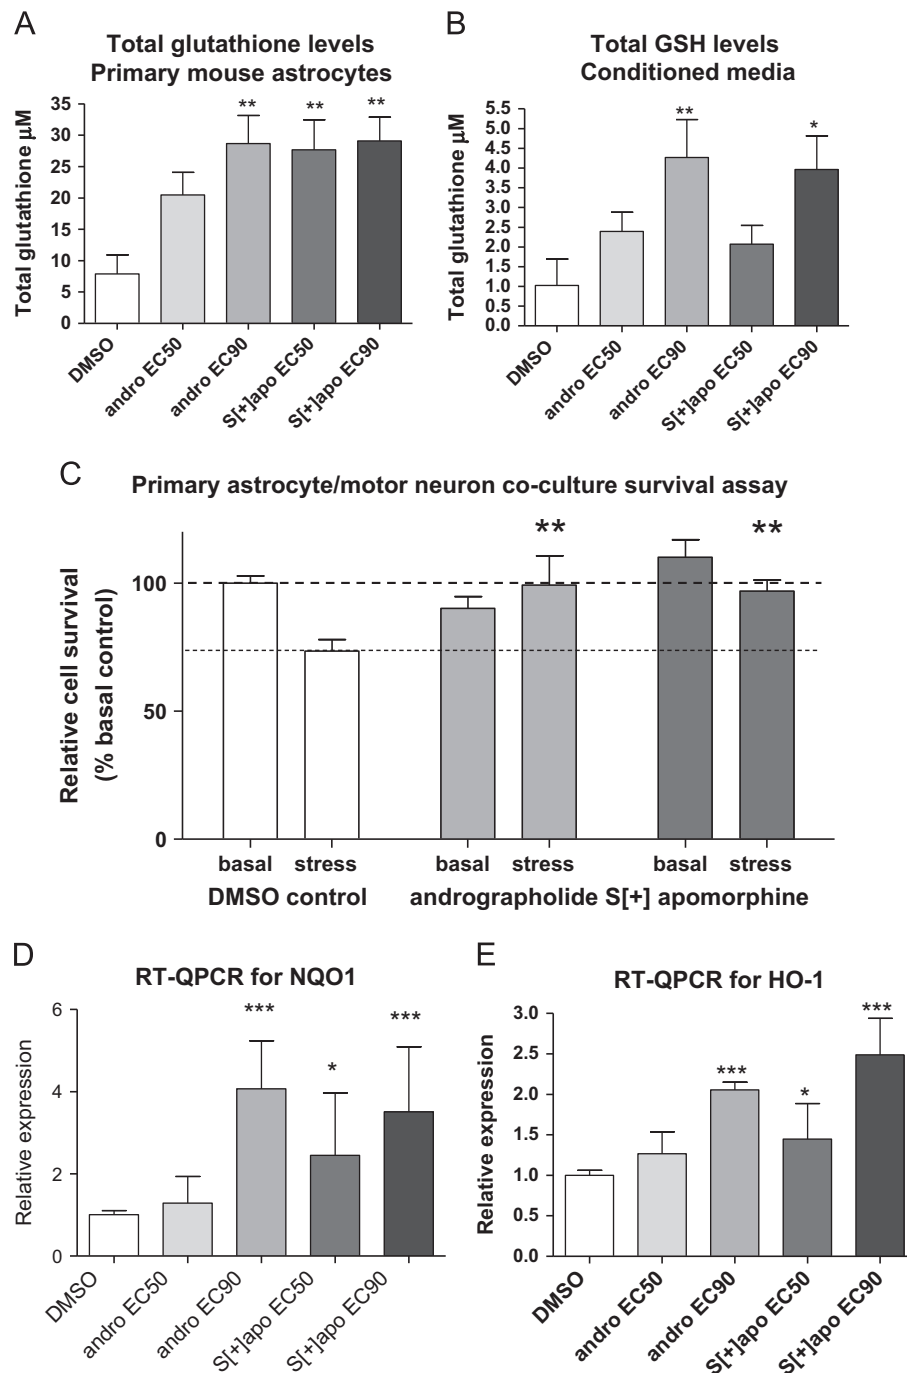 A
Total glutathione levels
Primary mouse astrocytes
Total glutathione μM
35
30
25
20
15
10
5
0
**
**
**
DMSO
andro EC50
andro EC90
S[+]apo EC50
S[+]apo EC90
B
Total GSH levels
Conditioned media
Total glutathione μM
5.5
5.0
4.5
4.0
3.5
3.0
2.5
2.0
1.5
1.0
0.5
0.0
**
*
DMSO
andro EC50
andro EC90
S[+]apo EC50
S[+]apo EC90
C
Primary astrocyte/motor neuron co-culture survival assay
Relative cell survival
(% basal control)
100
50
0
**
**
basal stress basal stress basal stress
DMSO control andrographolide S[+] apomorphine
D
RT-QPCR for NQO1
Relative expression
6
4
2
0
***
*
***
DMSO
andro EC50
andro EC90
S[+]apo EC50
S[+]apo EC90
E
RT-QPCR for HO-1
Relative expression
3.0
2.5
2.0
1.5
1.0
0.5
0.0
***
*
***
DMSO
andro EC50
andro EC90
S[+]apo EC50
S[+]apo EC90